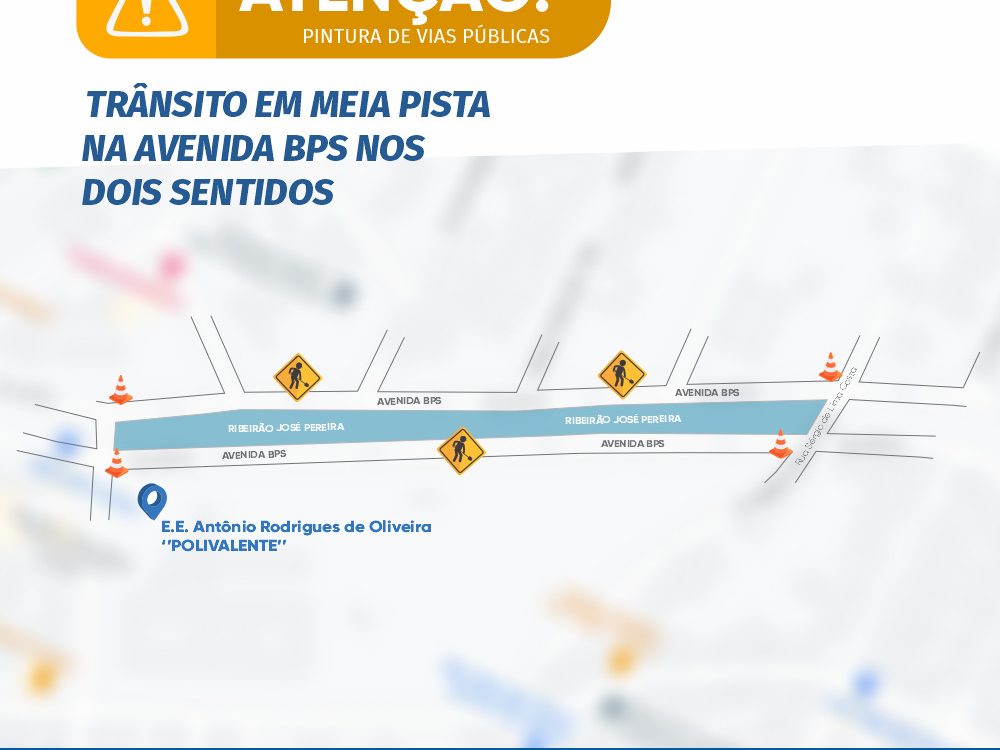 ATENÇÃO!
PINTURA DE VIAS PÚBLICAS
TRÂNSITO EM MEIA PISTA
NA AVENIDA BPS NOS
DOIS SENTIDOS
AVENIDA BPS
AVENIDA BPS
RIBEIRÃO JOSÉ PEREIRA
RIBEIRÃO JOSÉ PEREIRA
Rua Sérgio de Lima Costa
AVENIDA BPS
AVENIDA BPS
E.E. Antônio Rodrigues de Oliveira
‘’POLIVALENTE’’